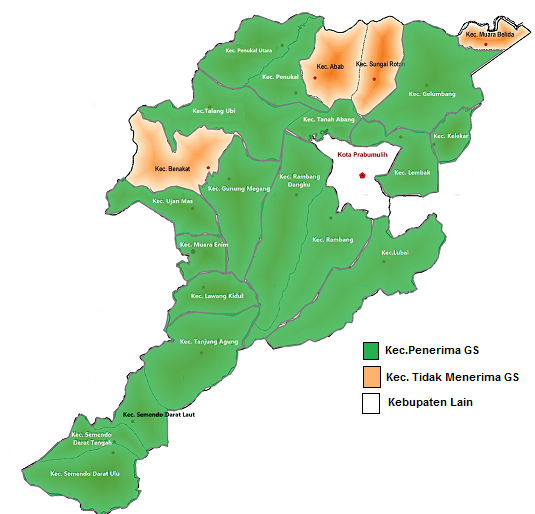 Kec. Muara Belida
Kec. Penukal Utara
Kec. Abab
Kec. Sungai Rotan
Kec. Penukal
Kec. Gelumbang
Kec.Talang Ubi
Kec. Tanah Abang
Kec. Kelekar
Kota Prabumulih
Kec. Benakat
Kec. Lembak
Kec. Rambang
Dangku
Kec. Gunung Megang
Kec. Ujan Mas
Kec. Rambang
Kec. Muara Enim
Kec.Lubai
Kec. Lawang Kidul
Kec. Tanjung Agung
Kec.Penerima GS
Kec. Tidak Menerima GS
Kebupaten Lain
Kec. Semendo Darat Laut
Kec. Semendo
Darat Tengah
Kec. Semendo Darat Ulu